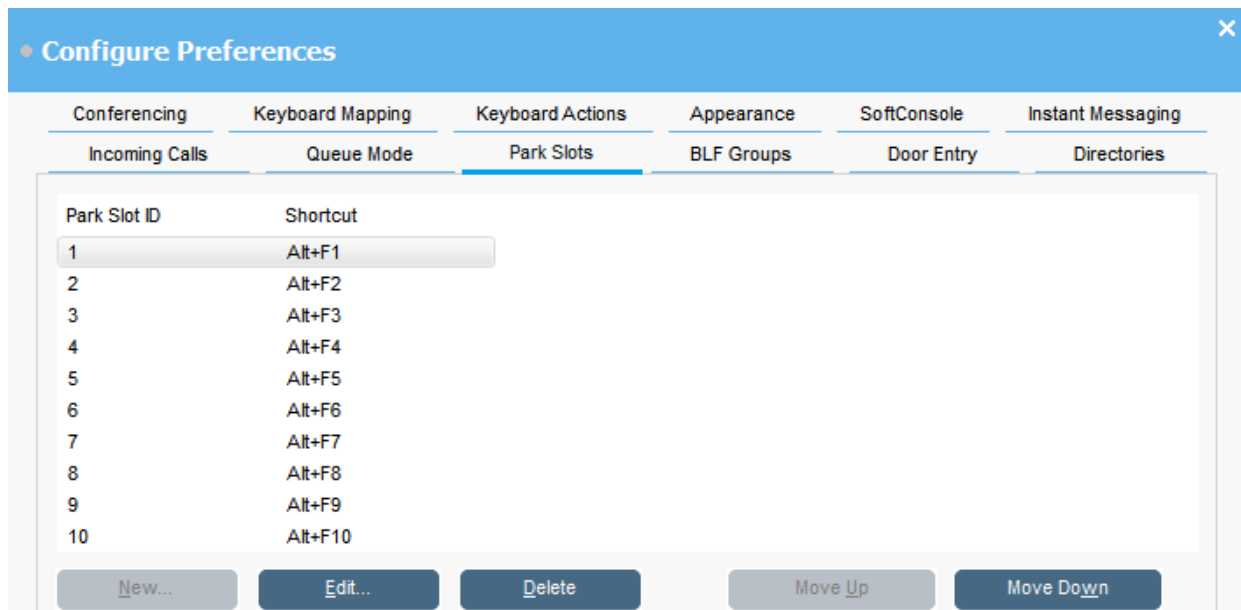 Configure Preferences
Conferencing Keyboard Mapping Keyboard Actions Appearance SoftConsole Instant Messaging
Incoming Calls Queue Mode Park Slots BLF Groups Door Entry Directories
Park Slot ID Shortcut
1 Alt+F1
2 Alt+F2
3 Alt+F3
4 Alt+F4
5 Alt+F5
6 Alt+F6
7 Alt+F7
8 Alt+F8
9 Alt+F9
10 Alt+F10
New... Edit... Delete Move Up Move Down